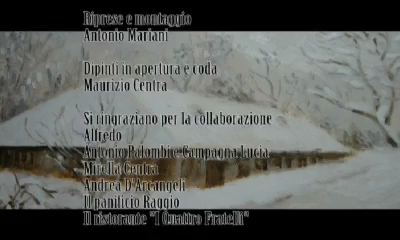 Riprese e montaggio
Antonio Mariani
Dipinti in apertura e coda
Maurizio Centra
Si ringraziano per la collaborazione
Alfredo
Antonio Palombi e Campagna Lucia
Mirella Centra
Andrea D'Arcangeli
Il panificio Raggio
Il ristorante "I Quattro Fratelli"